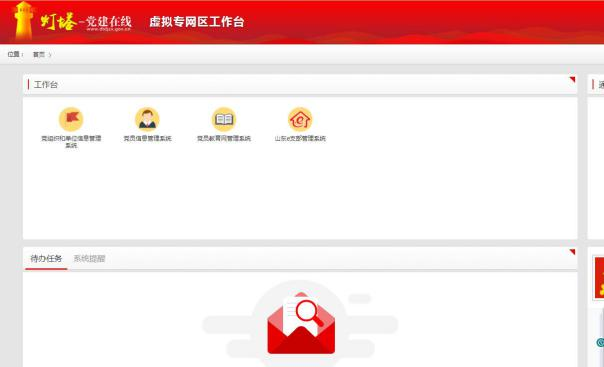 灯塔-党建在线 虚拟专网区工作台
www.dtdjzx.gov.cn
位置： 首页 〉
工作台
党组织和单位信息管理
系统
党员信息管理系统
党员教育网管理系统
山东e支部管理系统
待办任务 系统提醒